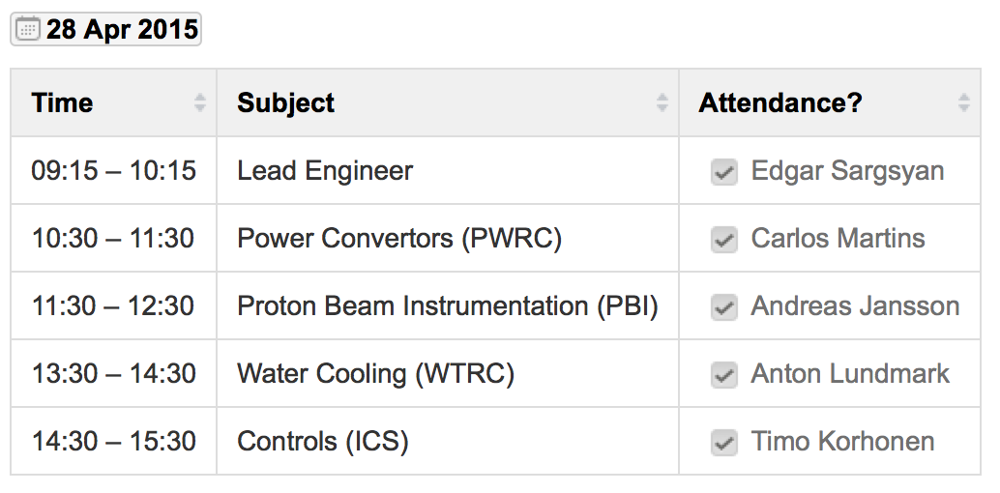 28 Apr 2015
Time Subject Attendance?
09:15 – 10:15 Lead Engineer Edgar Sargsyan
10:30 – 11:30 Power Convertors (PWRC) Carlos Martins
11:30 – 12:30 Proton Beam Instrumentation (PBI) Andreas Jansson
13:30 – 14:30 Water Cooling (WTRC) Anton Lundmark
14:30 – 15:30 Controls (ICS) Timo Korhonen